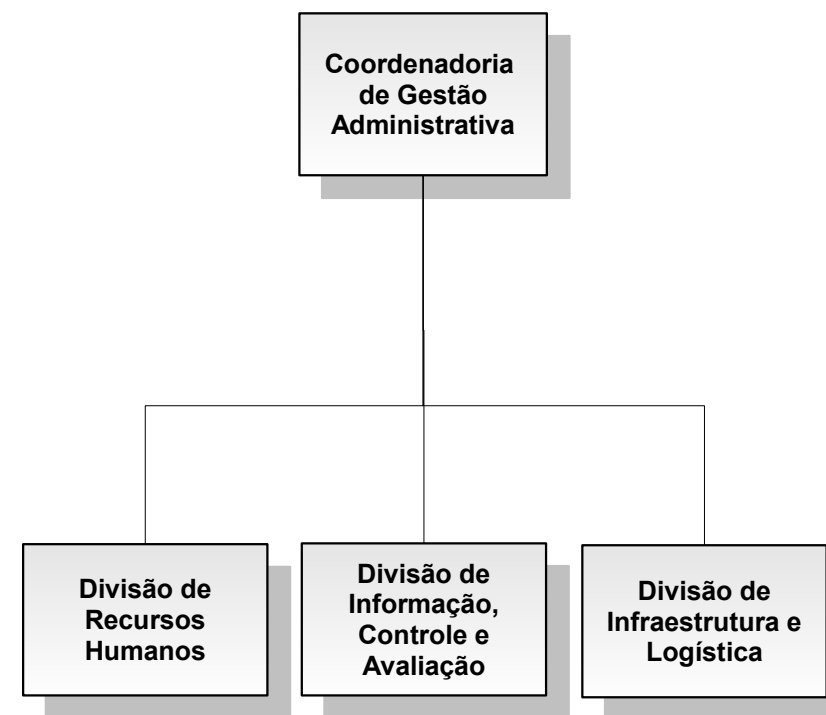 Coordenadoria
de Gestão
Administrativa
Divisão de
Recursos
Humanos
Divisão de
Informação,
Controle e
Avaliação
Divisão de
Infraestrutura e
Logística